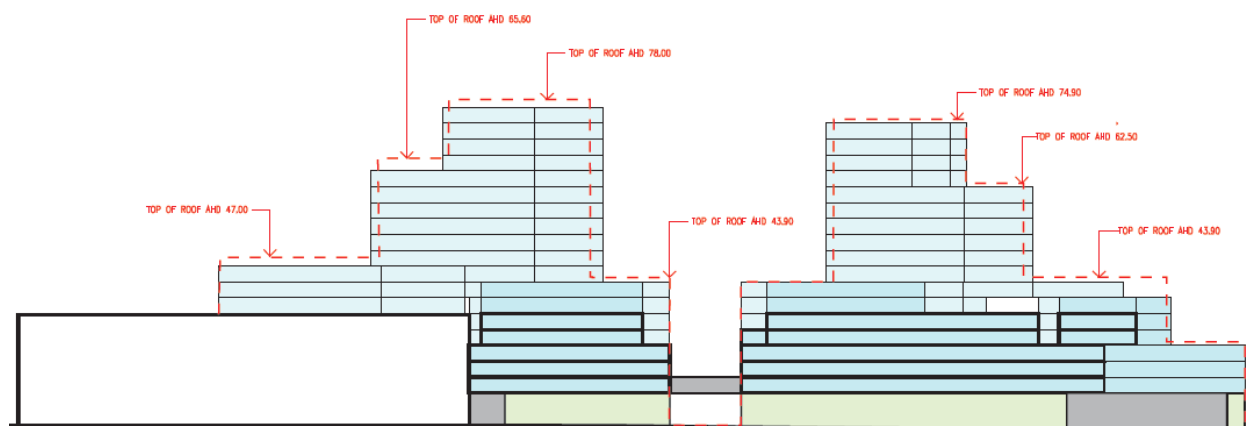 TOP OF ROOF AHD 65.60
TOP OF ROOF AHD 78.00
TOP OF ROOF AHD 74.90
TOP OF ROOF AHD 62.50
TOP OF ROOF AHD 47.00
TOP OF ROOF AHD 43.90
TOP OF ROOF AHD 43.90